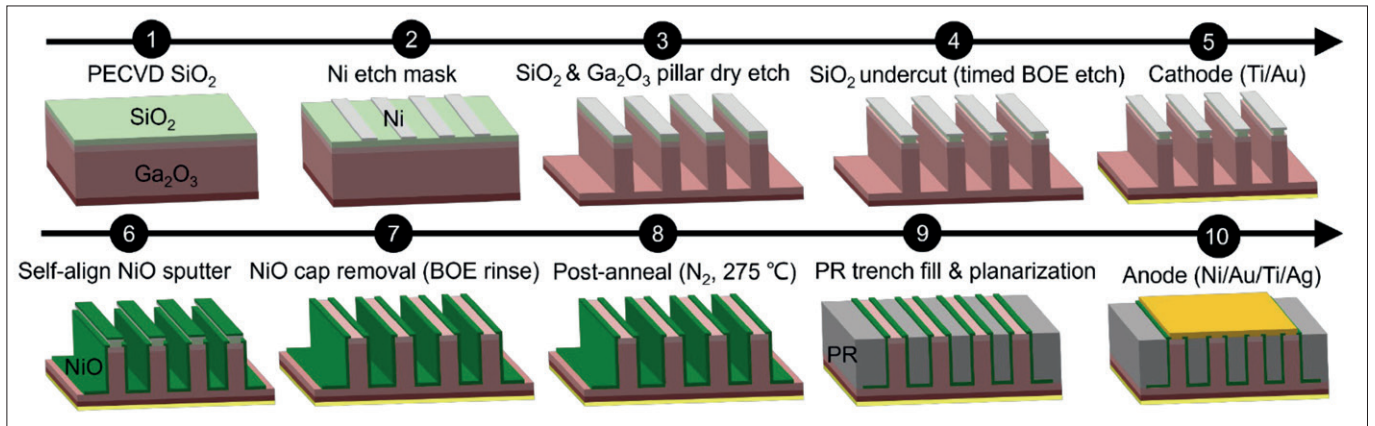 1
2
3
4
5
PECVD SiO₂
Ni etch mask
SiO₂ & Ga₂O₃ pillar dry etch
SiO₂ undercut (timed BOE etch)
Cathode (Ti/Au)
SiO₂
Ni
Ga₂O₃
6
7
8
9
10
Self-align NiO sputter
NiO cap removal (BOE rinse)
Post-anneal (N₂, 275 ℃)
PR trench fill & planarization
Anode (Ni/Au/Ti/Ag)
NiO
PR